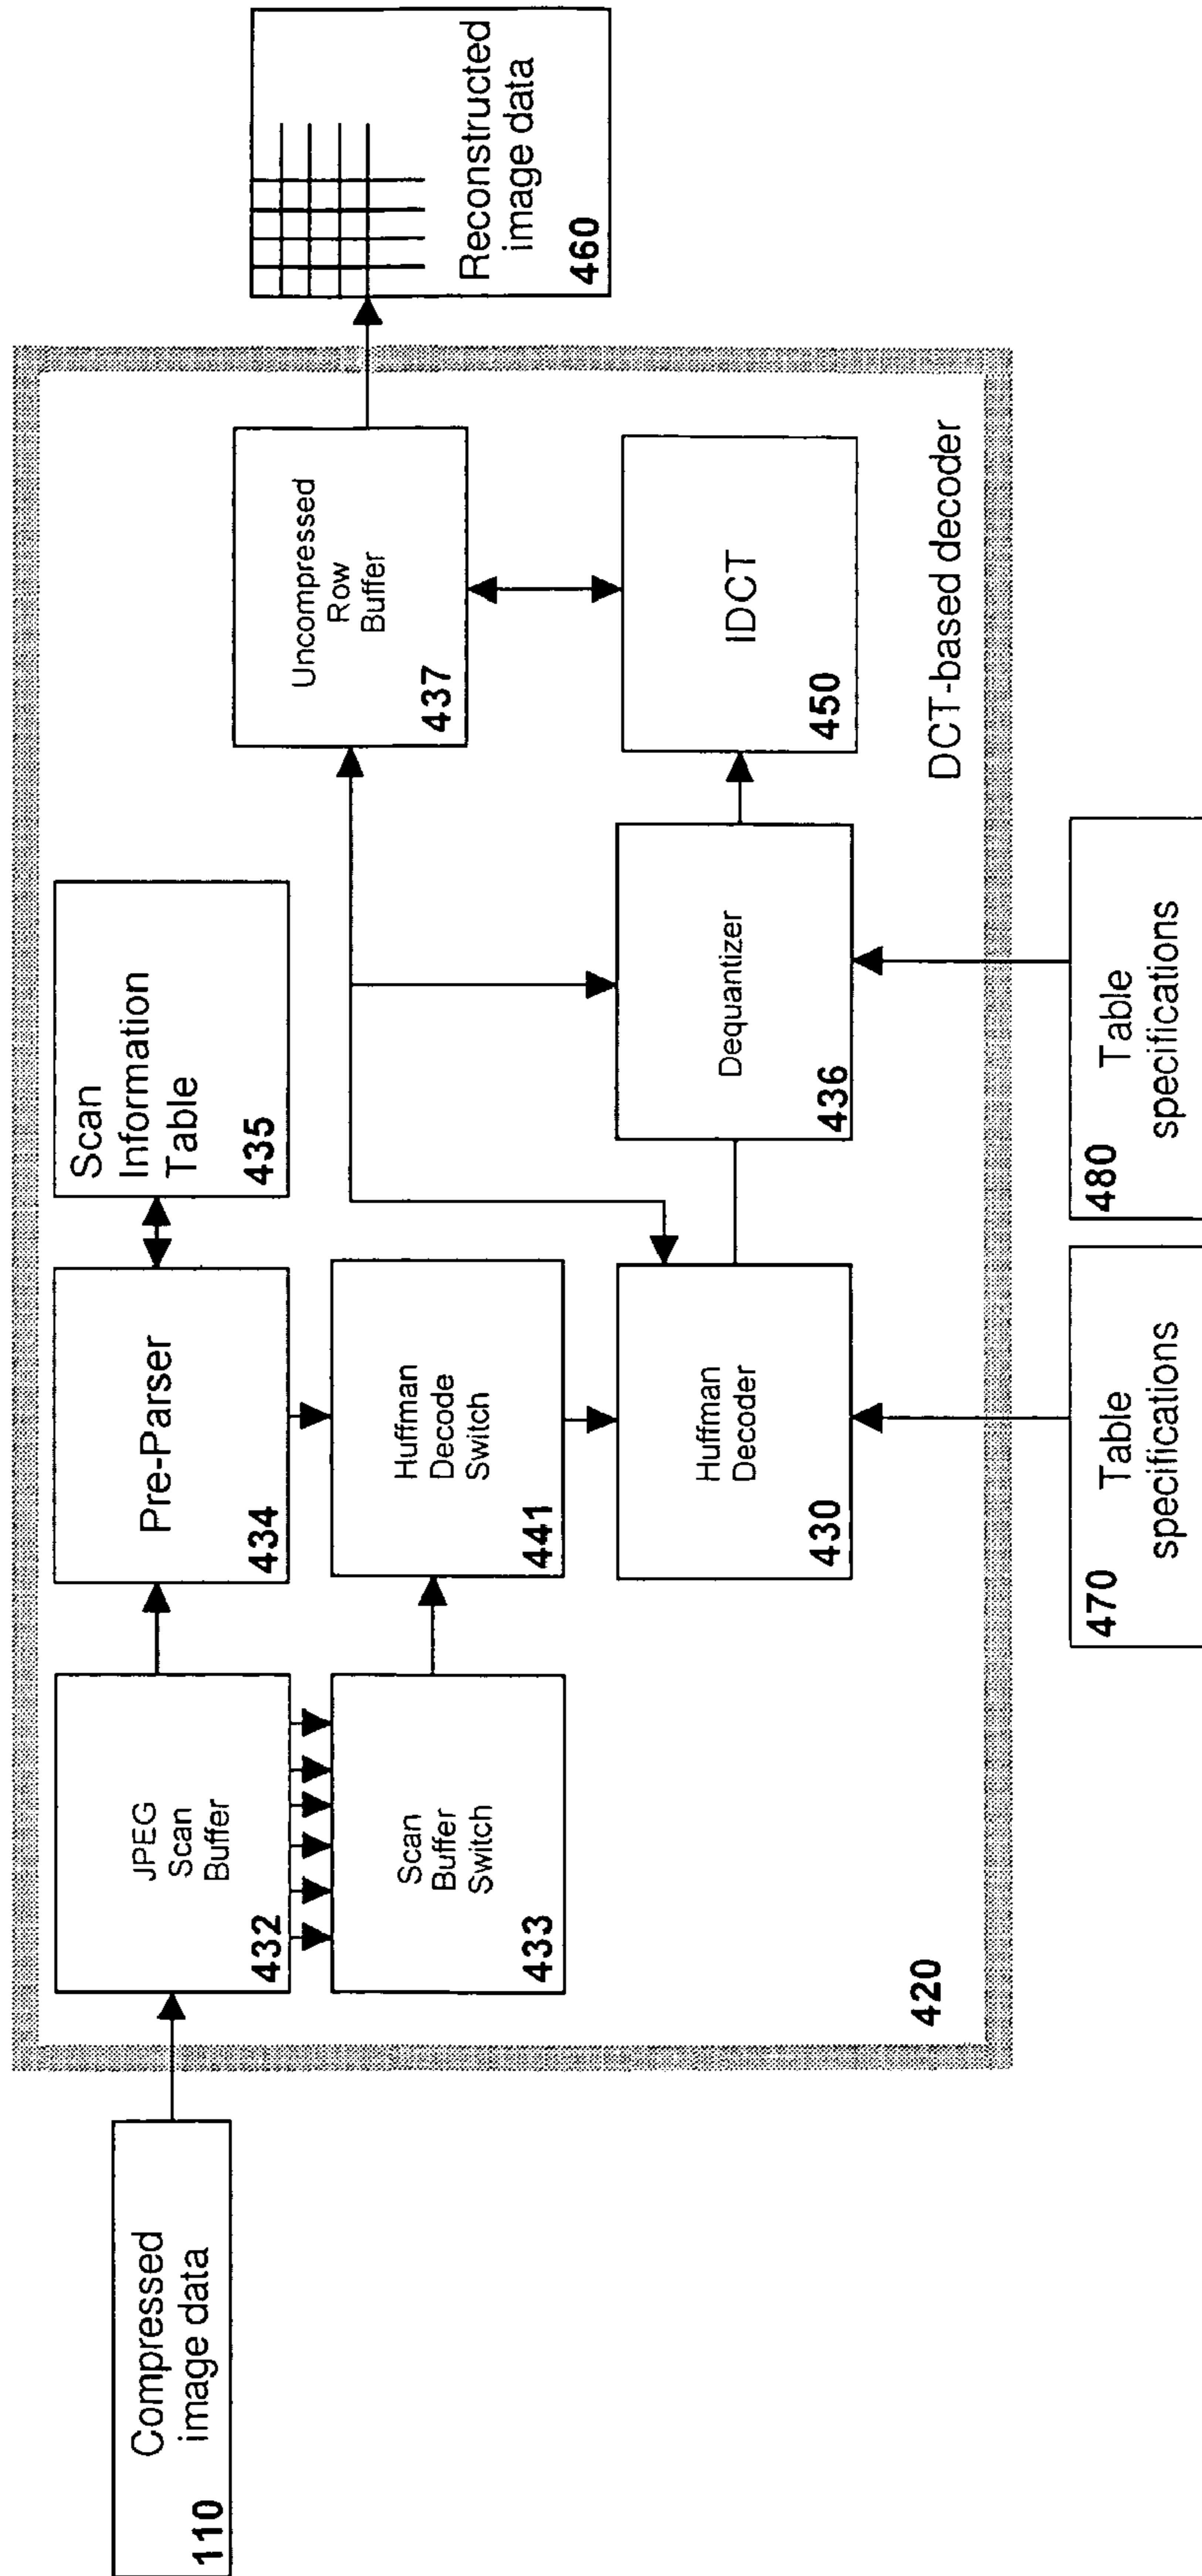 Compressed
image data
110
JPEG
Scan
Buffer
432
Pre-Parser
434
Scan
Information
Table
435
Scan
Buffer
Switch
433
Huffman
Decode
Switch
441
Uncompressed
Row
Buffer
437
Reconstructed
image data
460
Huffman
Decoder
430
Dequantizer
436
IDCT
450
420
DCT-based decoder
Table
specifications
470
Table
specifications
480